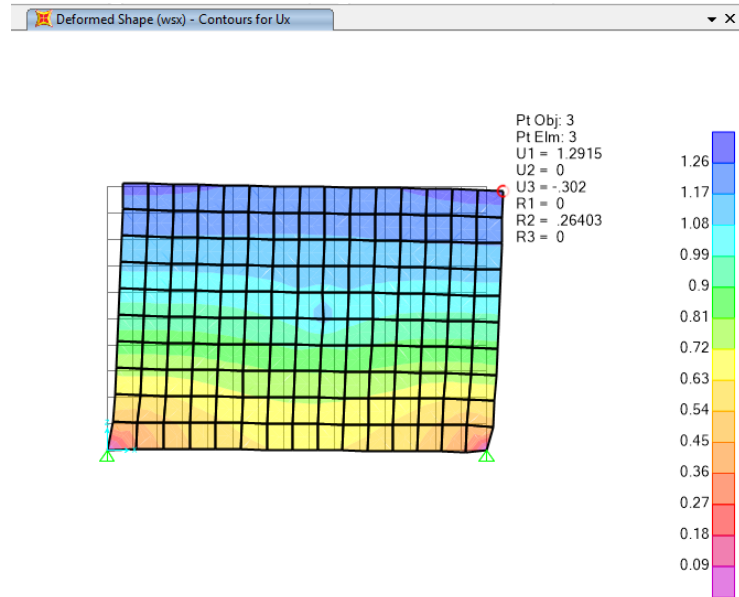 Deformed Shape (wsx) - Contours for Ux
Pt Obj: 3
Pt Elm: 3
U1 = 1.2915
U2 = 0
U3 = -.302
R1 = 0
R2 = .26403
R3 = 0
1.26
1.17
1.08
0.99
0.9
0.81
0.72
0.63
0.54
0.45
0.36
0.27
0.18
0.09